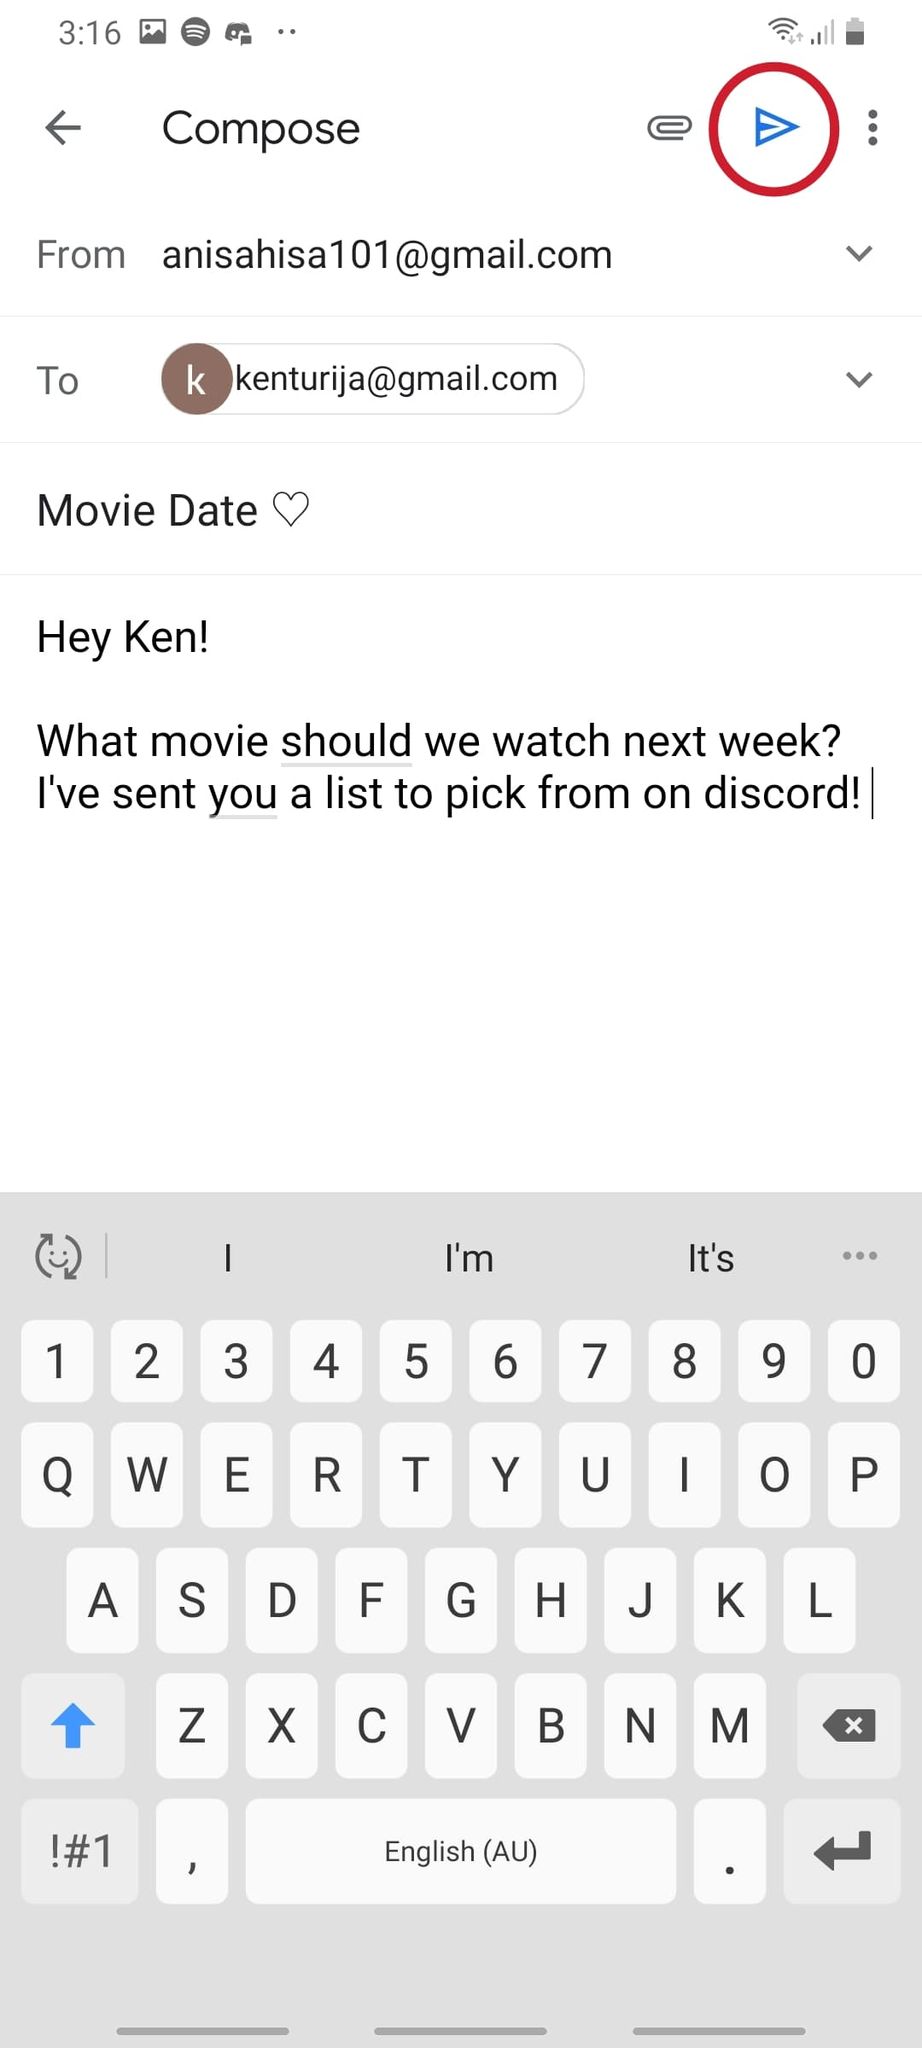 3:16
Compose
From anisahisa101@gmail.com
To k kenturija@gmail.com
Movie Date ♡
Hey Ken!
What movie should we watch next week?
I've sent you a list to pick from on discord!
I I'm It's
1 2 3 4 5 6 7 8 9 0
Q W E R T Y U I O P
A S D F G H J K L
Z X C V B N M
!#1 , English (AU) .